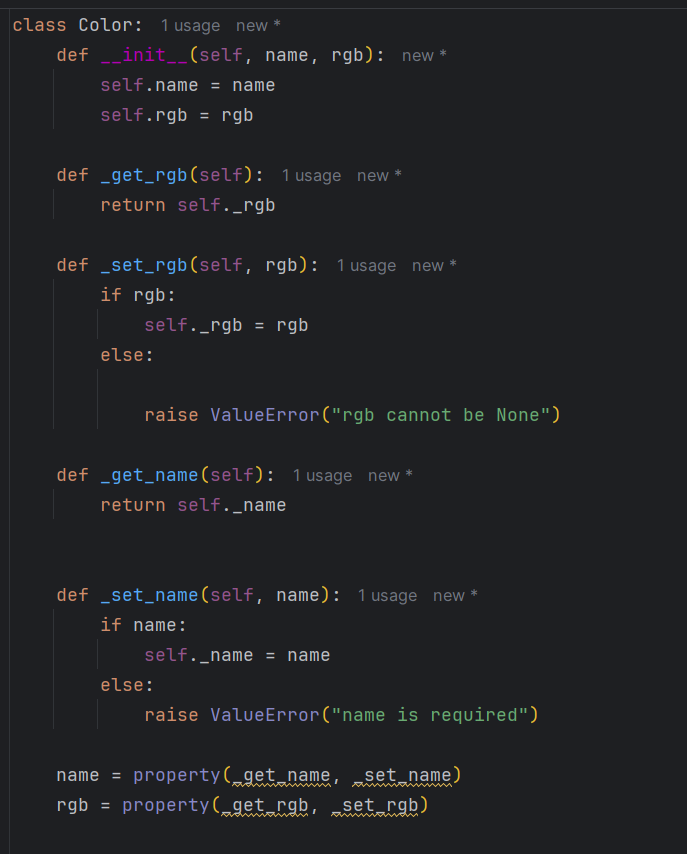 class Color: 1 usage new *
    def __init__(self, name, rgb): new *
        self.name = name
        self.rgb = rgb
    def _get_rgb(self): 1 usage new *
        return self._rgb
    def _set_rgb(self, rgb): 1 usage new *
        if rgb:
            self._rgb = rgb
        else:
            raise ValueError("rgb cannot be None")
    def _get_name(self): 1 usage new *
        return self._name
    def _set_name(self, name): 1 usage new *
        if name:
            self._name = name
        else:
            raise ValueError("name is required")
    name = property(_get_name, _set_name)
    rgb = property(_get_rgb, _set_rgb)